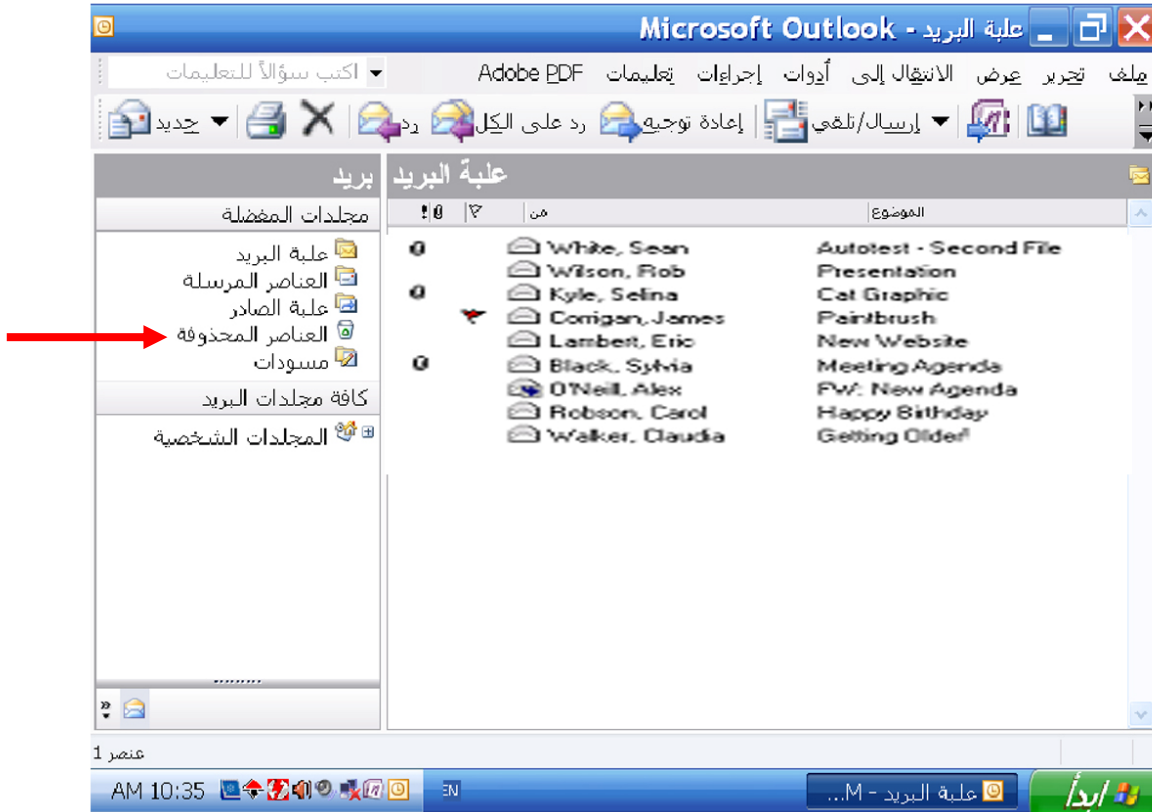 علبة البريد - Microsoft Outlook
ملف تحرير عرض الانتقال إلى أدوات إجراءات تعليمات Adobe PDF اكتب سؤالاً للتعليمات
إرسال/تلقي إعادة توجيه رد على الكل رد جديد
بريد
مجلدات المفضلة
علبة البريد
العناصر المرسلة
علبة الصادر
العناصر المحذوفة
مسودات
كافة مجلدات البريد
المجلدات الشخصية
علبة البريد
من الموضوع
White, Sean Autotest - Second File
Wilson, Rob Presentation
Kyle, Selina Cat Graphic
Corrigan, James Paintbrush
Lambert, Eric New Website
Black, Sylvia Meeting Agenda
O'Neill, Alex FW: New Agenda
Robson, Carol Happy Birthday
Walker, Claudia Getting Older!
1 عنصر
ابدأ
علبة البريد - M...
EN
10:35 AM